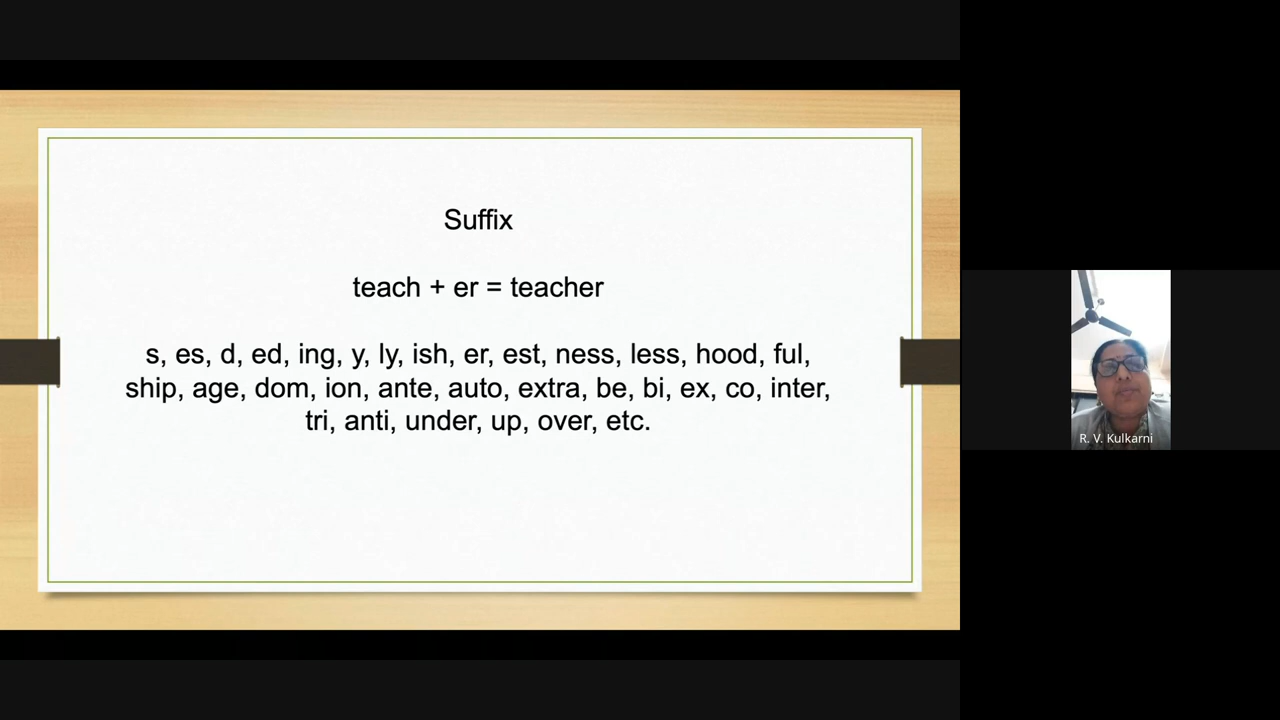 Suffix
teach + er = teacher
s, es, d, ed, ing, y, ly, ish, er, est, ness, less, hood, ful,
ship, age, dom, ion, ante, auto, extra, be, bi, ex, co, inter,
tri, anti, under, up, over, etc.
R. V. Kulkarni